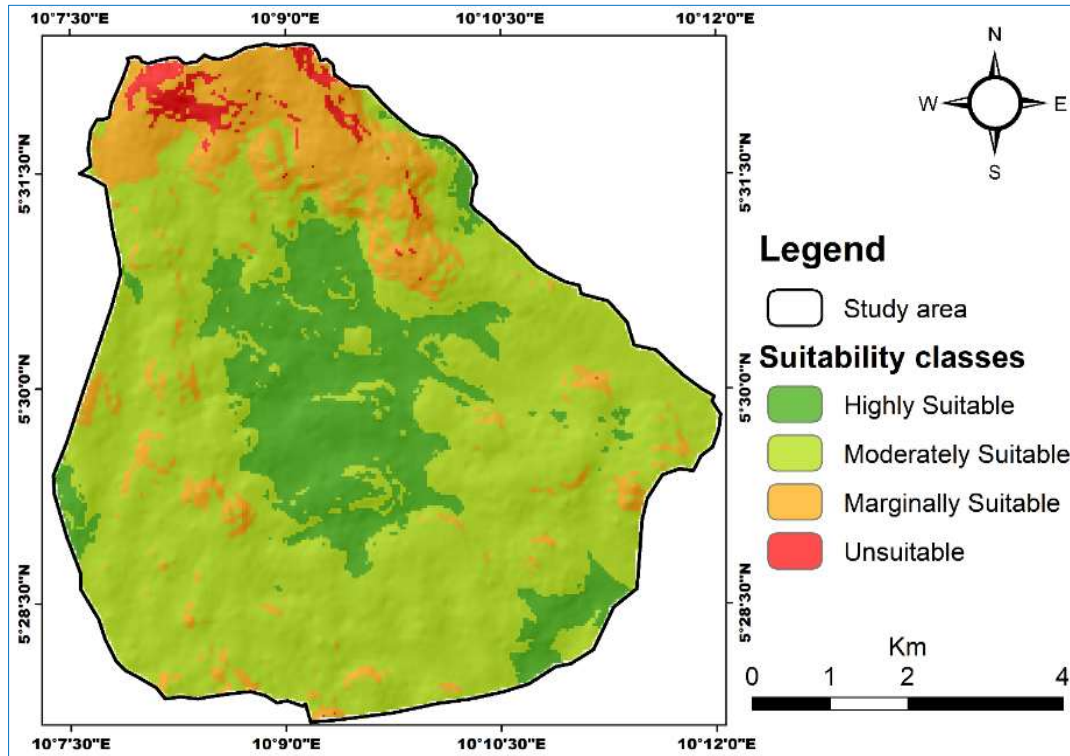 10°7'30"E 10°9'0"E 10°10'30"E 10°12'0"E
5°31'30"N
5°30'0"N
5°28'30"N
5°31'30"N
5°30'0"N
5°28'30"N
10°7'30"E 10°9'0"E 10°10'30"E 10°12'0"E
N
W E
S
Legend
Study area
Suitability classes
Highly Suitable
Moderately Suitable
Marginally Suitable
Unsuitable
Km
0 1 2 4